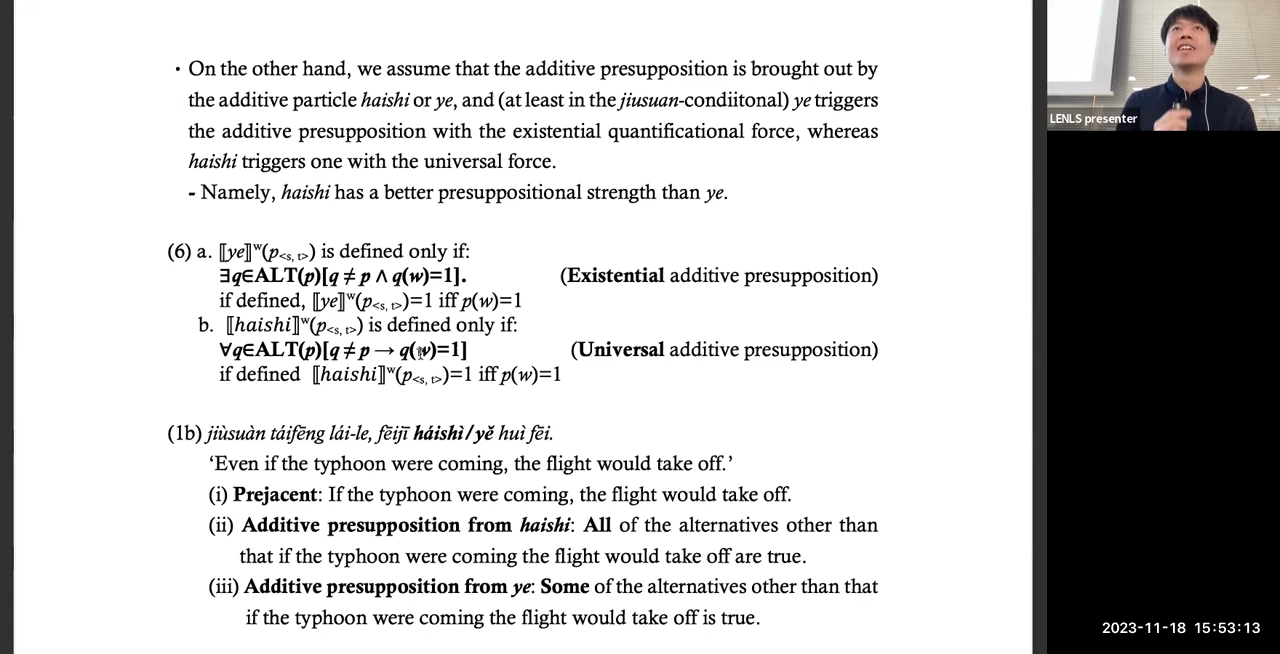 · On the other hand, we assume that the additive presupposition is brought out by
the additive particle haishi or ye, and (at least in the jiusuan-condiitonal) ye triggers
the additive presupposition with the existential quantificational force, whereas
haishi triggers one with the universal force.
- Namely, haishi has a better presuppositional strength than ye.
(6) a. ⟦ye⟧ʷ(p<s, t>) is defined only if:
∃q∈ALT(p)[q ≠ p ∧ q(w)=1]. (Existential additive presupposition)
if defined, ⟦ye⟧ʷ(p<s, t>)=1 iff p(w)=1
b. ⟦haishi⟧ʷ(p<s, t>) is defined only if:
∀q∈ALT(p)[q ≠ p → q(w)=1] (Universal additive presupposition)
if defined ⟦haishi⟧ʷ(p<s, t>)=1 iff p(w)=1
(1b) jiùsuàn táifēng lái-le, fēijī háishì/yě huì fēi.
‘Even if the typhoon were coming, the flight would take off.’
(i) Prejacent: If the typhoon were coming, the flight would take off.
(ii) Additive presupposition from haishi: All of the alternatives other than
that if the typhoon were coming the flight would take off are true.
(iii) Additive presupposition from ye: Some of the alternatives other than that
if the typhoon were coming the flight would take off is true.
LENLS presenter
2023-11-18 15:53:13